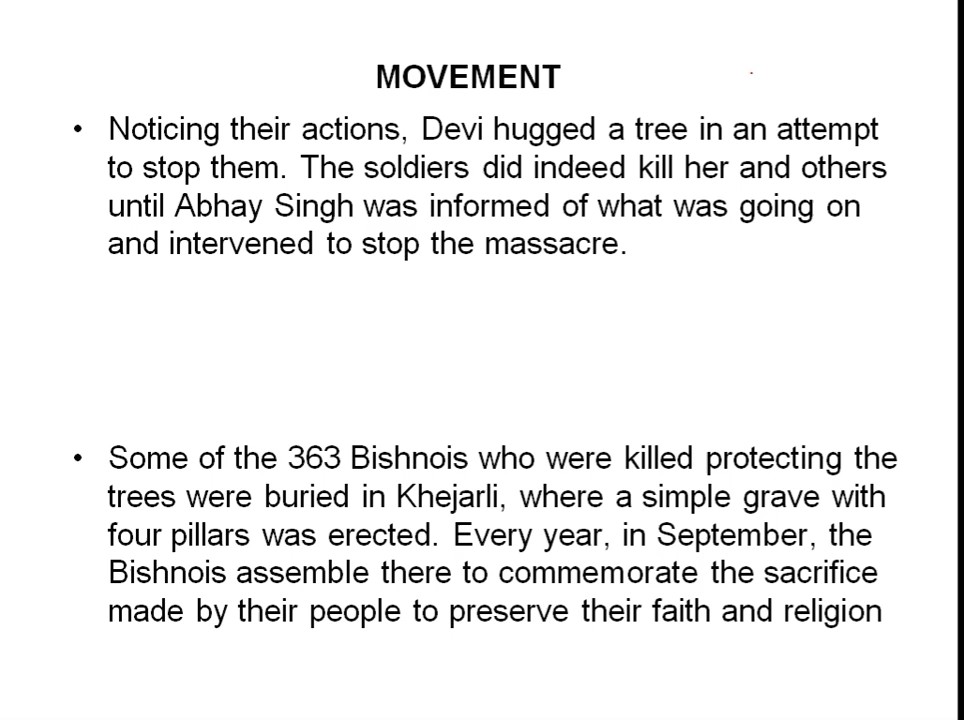 MOVEMENT
• Noticing their actions, Devi hugged a tree in an attempt
to stop them. The soldiers did indeed kill her and others
until Abhay Singh was informed of what was going on
and intervened to stop the massacre.
• Some of the 363 Bishnois who were killed protecting the
trees were buried in Khejarli, where a simple grave with
four pillars was erected. Every year, in September, the
Bishnois assemble there to commemorate the sacrifice
made by their people to preserve their faith and religion